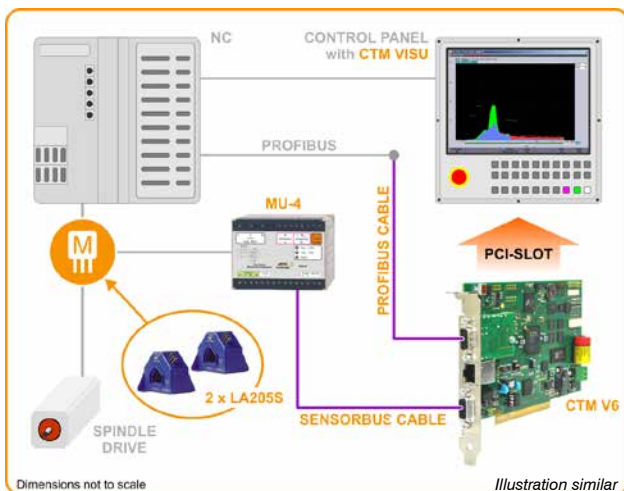 NC
CONTROL PANEL
with CTM VISU
PROFIBUS
MU-4
M
PROFIBUS CABLE
PCI-SLOT
2 x LA205S
CTM V6
SENSORBUS CABLE
SPINDLE
DRIVE
Dimensions not to scale
Illustration similar